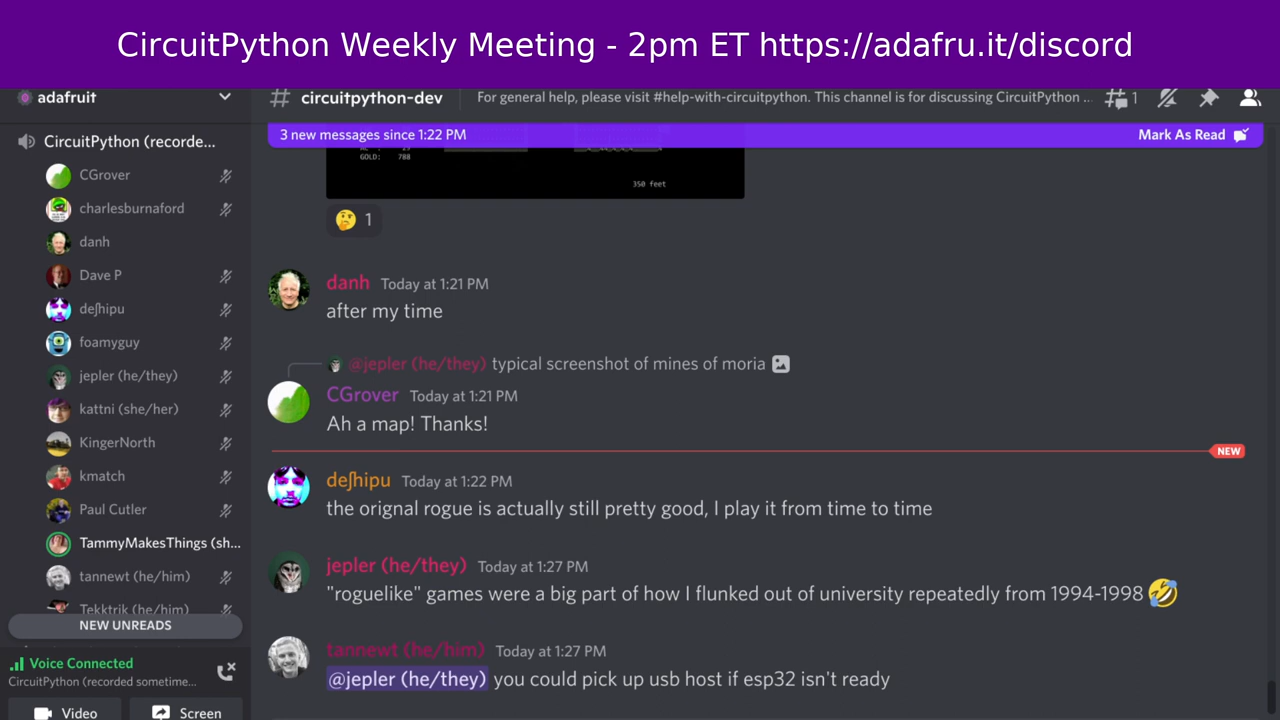 CircuitPython Weekly Meeting - 2pm ET https://adafru.it/discord
adafruit
# circuitpython-dev
For general help, please visit #help-with-circuitpython. This channel is for discussing CircuitPython ...
1
3 new messages since 1:22 PM
Mark As Read
CircuitPython (recorde...
CGrover
charlesburnaford
danh
Dave P
deʃhipu
foamyguy
jepler (he/they)
kattni (she/her)
KingerNorth
kmatch
Paul Cutler
TammyMakesThings (sh...
tannewt (he/him)
Tekktrik (he/him)
NEW UNREADS
Voice Connected
CircuitPython (recorded sometime...
Video
Screen
GOLD: 788
350 feet
1
danh Today at 1:21 PM
after my time
@jepler (he/they) typical screenshot of mines of moria
CGrover Today at 1:21 PM
Ah a map! Thanks!
NEW
deʃhipu Today at 1:22 PM
the orignal rogue is actually still pretty good, I play it from time to time
jepler (he/they) Today at 1:27 PM
"roguelike" games were a big part of how I flunked out of university repeatedly from 1994-1998 🤣
tannewt (he/him) Today at 1:27 PM
@jepler (he/they) you could pick up usb host if esp32 isn't ready